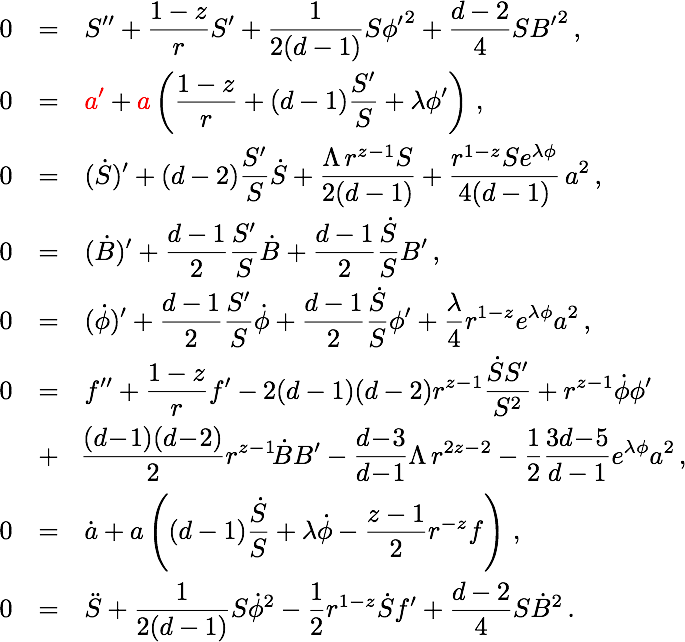 0 = S'' + \frac{1-z}{r} S' + \frac{1}{2(d-1)} S\phi'^2 + \frac{d-2}{4} SB'^2 ,
0 = a' + a \left( \frac{1-z}{r} + (d-1)\frac{S'}{S} + \lambda\phi' \right) ,
0 = (\dot{S})' + (d-2)\frac{S'}{S}\dot{S} + \frac{\Lambda r^{z-1} S}{2(d-1)} + \frac{r^{1-z} S e^{\lambda\phi}}{4(d-1)} a^2 ,
0 = (\dot{B})' + \frac{d-1}{2}\frac{S'}{S}\dot{B} + \frac{d-1}{2}\frac{\dot{S}}{S} B' ,
0 = (\dot{\phi})' + \frac{d-1}{2}\frac{S'}{S}\dot{\phi} + \frac{d-1}{2}\frac{\dot{S}}{S}\phi' + \frac{\lambda}{4} r^{1-z} e^{\lambda\phi} a^2 ,
0 = f'' + \frac{1-z}{r} f' - 2(d-1)(d-2) r^{z-1} \frac{\dot{S}S'}{S^2} + r^{z-1}\dot{\phi}\phi'
+ \frac{(d-1)(d-2)}{2} r^{z-1}\dot{B}B' - \frac{d-3}{d-1}\Lambda r^{2z-2} - \frac{1}{2}\frac{3d-5}{d-1} e^{\lambda\phi} a^2 ,
0 = \dot{a} + a \left( (d-1)\frac{\dot{S}}{S} + \lambda\dot{\phi} - \frac{z-1}{2} r^{-z} f \right) ,
0 = \ddot{S} + \frac{1}{2(d-1)} S\dot{\phi}^2 - \frac{1}{2} r^{1-z}\dot{S}f' + \frac{d-2}{4} S\dot{B}^2 .